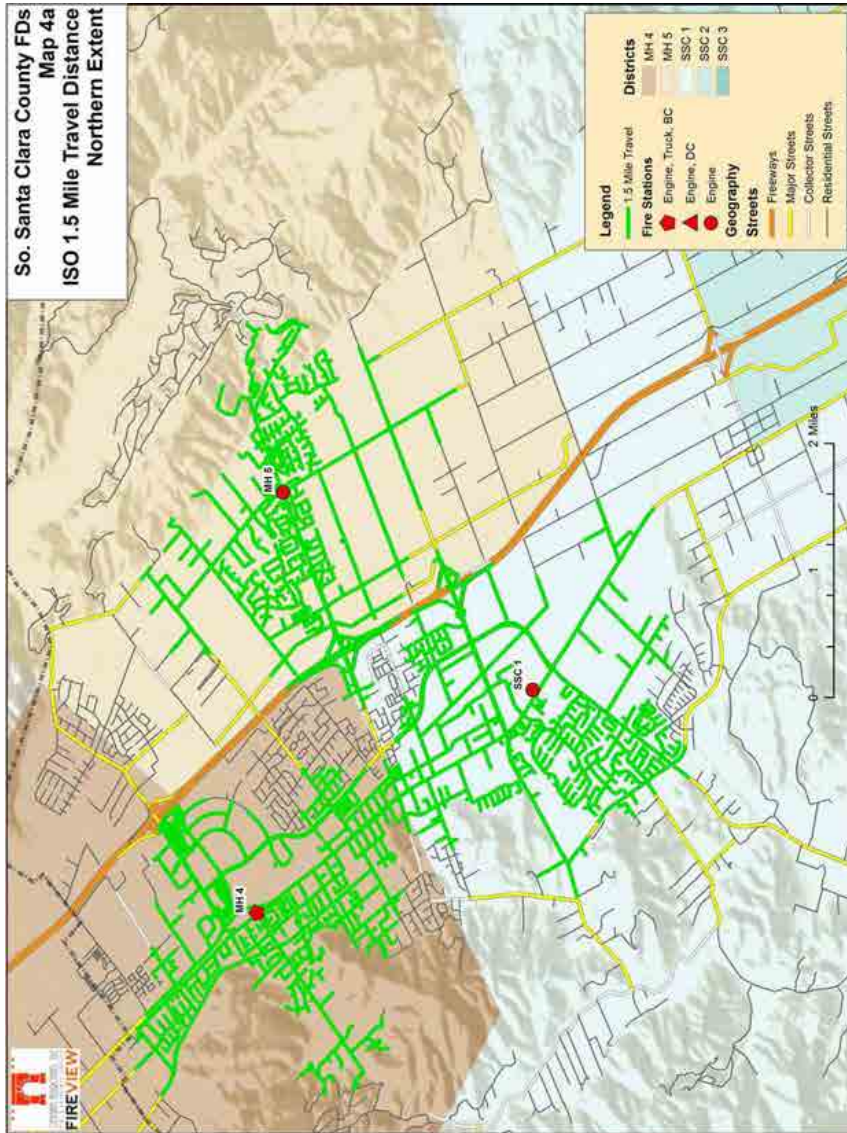 So. Santa Clara County FDs
Map 4a
ISO 1.5 Mile Travel Distance
Northern Extent
FIREVIEW
MH 4
MH 5
SSC 1
0
1
2 Miles
Legend
1.5 Mile Travel
Fire Stations
Engine, Truck, BC
Engine, DC
Engine
Geography
Streets
Freeways
Major Streets
Collector Streets
Residential Streets
Districts
MH 4
MH 5
SSC 1
SSC 2
SSC 3